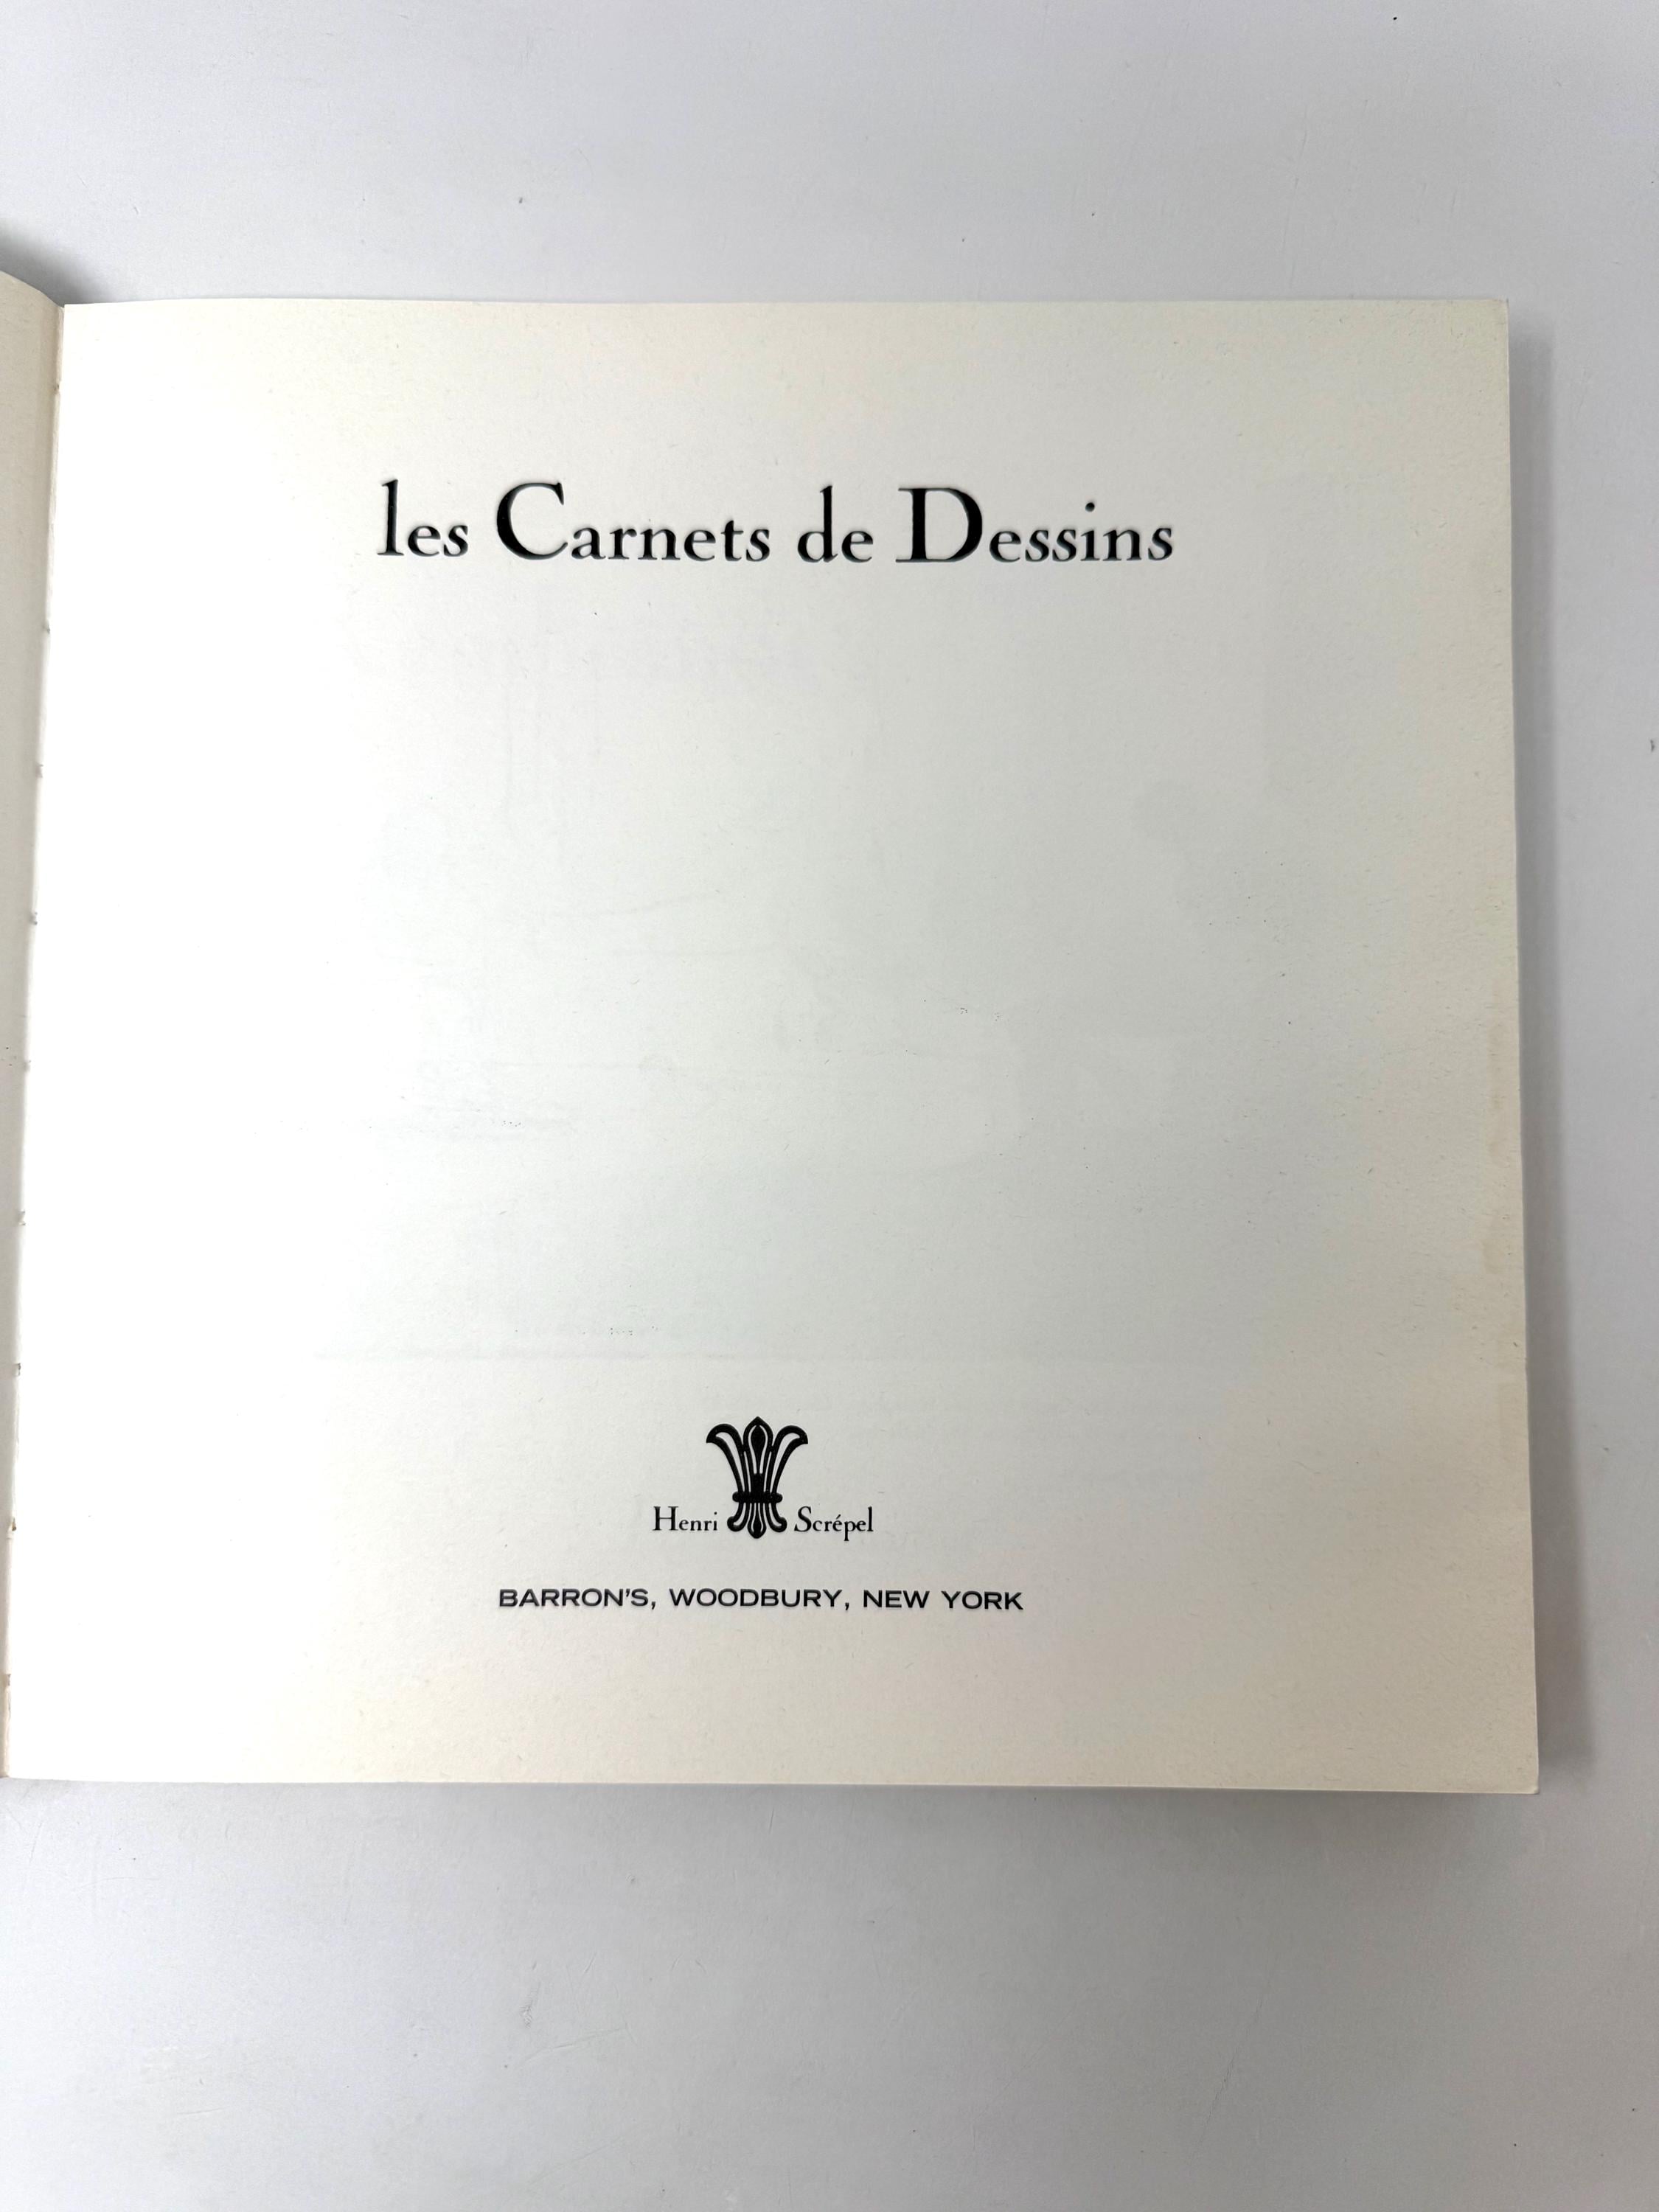 les Carnets de Dessins
Henri Scrépel
BARRON'S, WOODBURY, NEW YORK